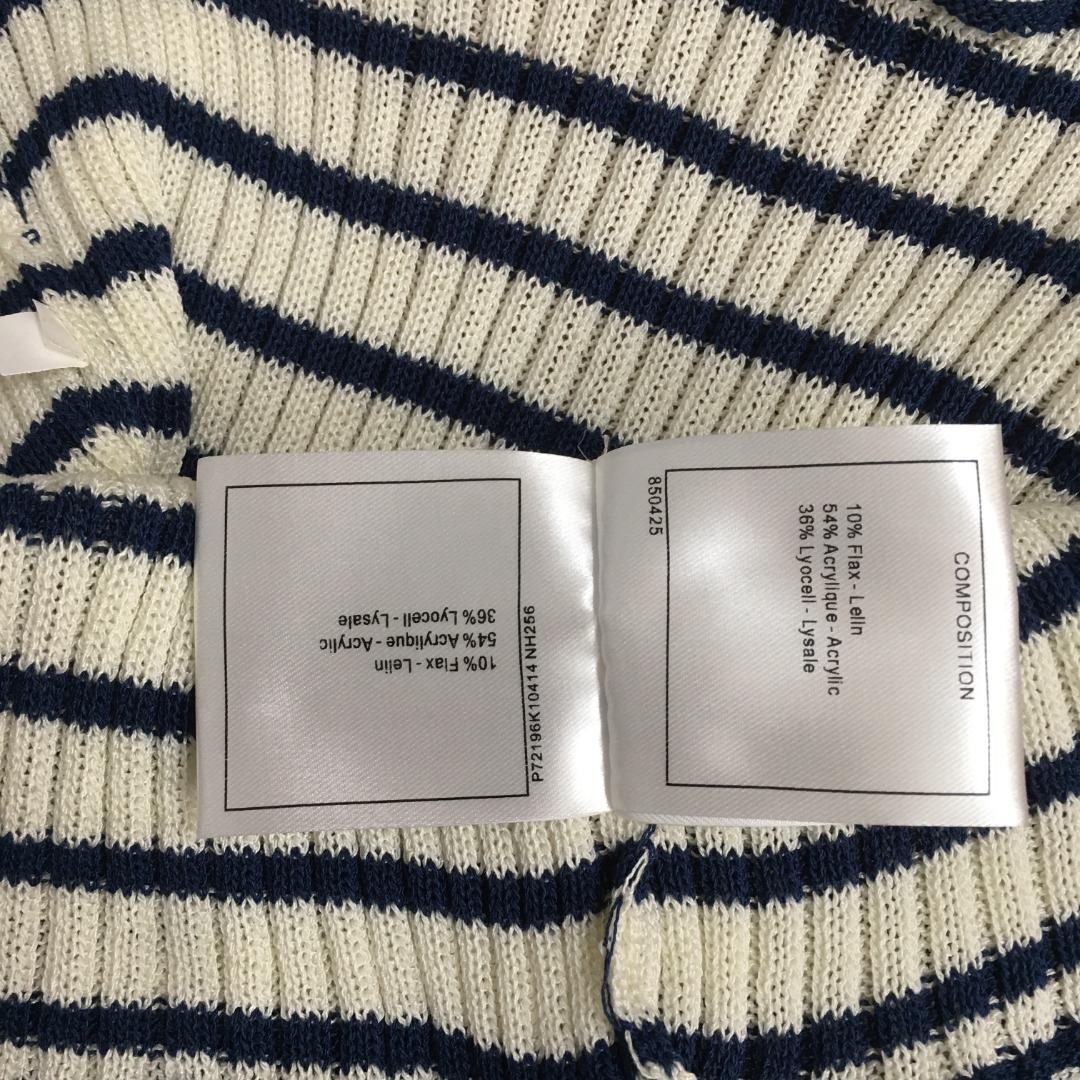 COMPOSITION
10% Flax - Lelin
54% Acrylique - Acrylic
36% Lyocell - Lysale
850425
10% Flax - Lelin
54% Acrylique - Acrylic
36% Lyocell - Lysale
P72196K10414 NH256